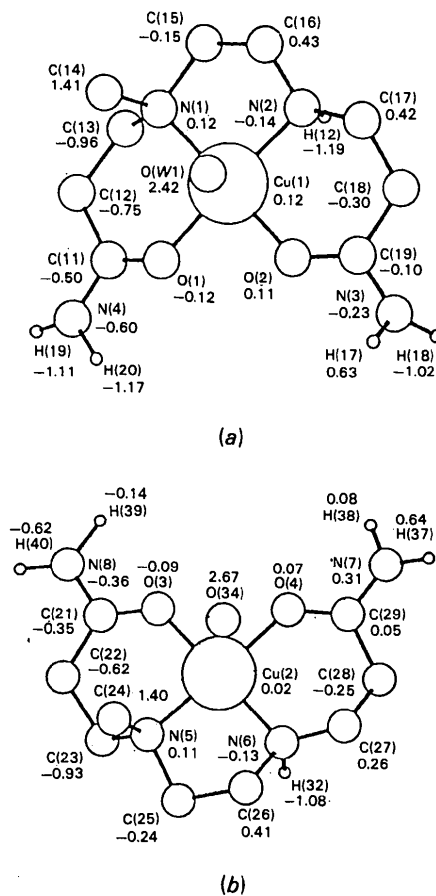 C(15)
−0.15
C(16)
0.43
C(14)
1.41
N(1)
0.12
N(2)
−0.14
C(17)
0.42
C(13)
−0.96
H(12)
−1.19
O(W1)
2.42
Cu(1)
0.12
C(12)
−0.75
C(18)
−0.30
C(11)
−0.50
O(1)
−0.12
O(2)
0.11
C(19)
−0.10
N(4)
−0.60
N(3)
−0.23
H(19)
−1.11
H(20)
−1.17
H(17)
0.63
H(18)
−1.02
(a)
−0.14
H(39)
0.08
H(38)
−0.62
H(40)
0.64
H(37)
N(8)
−0.36
−0.09
O(3)
2.67
O(34)
0.07
O(4)
N(7)
0.31
C(21)
−0.35
C(29)
0.05
C(22)
−0.62
Cu(2)
0.02
C(28)
−0.25
C(24)
1.40
N(5)
0.11
N(6)
−0.13
C(27)
0.26
C(23)
−0.93
H(32)
−1.08
C(25)
−0.24
C(26)
0.41
(b)